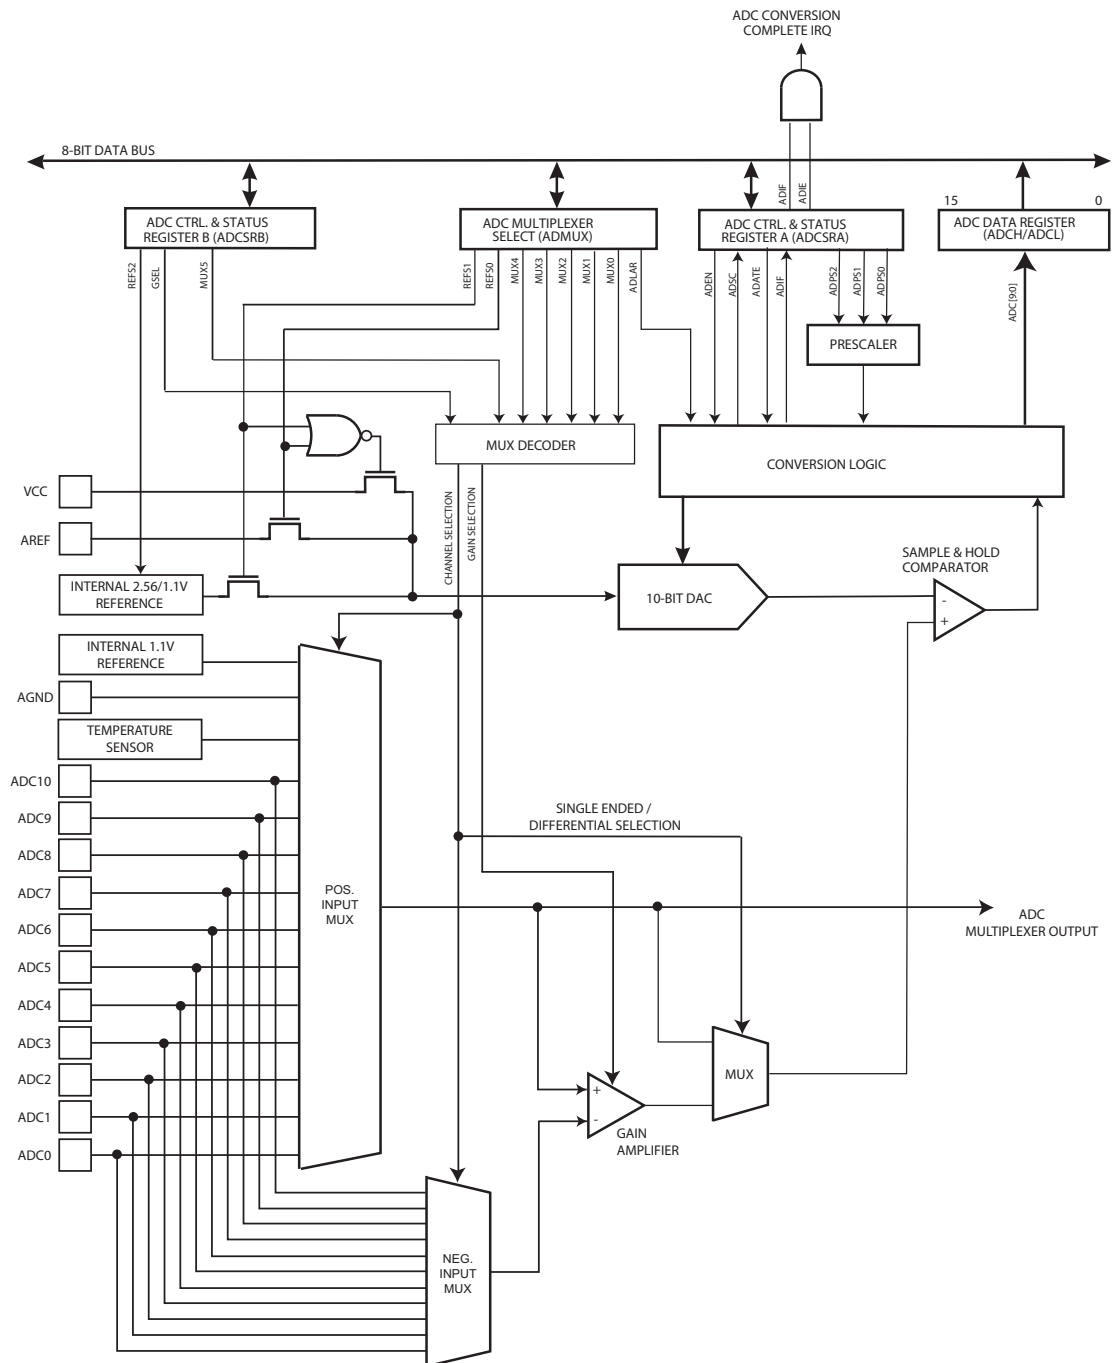 ADC CONVERSION
COMPLETE IRQ
8-BIT DATA BUS
ADIF
ADIE
15
0
ADC CTRL. & STATUS
REGISTER B (ADCSRB)
ADC MULTIPLEXER
SELECT (ADMUX)
ADC CTRL. & STATUS
REGISTER A (ADCSRA)
ADC DATA REGISTER
(ADCH/ADCL)
REFS2
GSEL
MUX5
REFS1
REFS0
MUX4
MUX3
MUX2
MUX1
MUX0
ADLAR
ADEN
ADSC
ADATE
ADIF
ADPS2
ADPS1
ADPS0
ADC[9:0]
PRESCALER
MUX DECODER
CONVERSION LOGIC
VCC
AREF
CHANNEL SELECTION
GAIN SELECTION
INTERNAL 2.56/1.1V
REFERENCE
10-BIT DAC
SAMPLE & HOLD
COMPARATOR
-
+
INTERNAL 1.1V
REFERENCE
AGND
TEMPERATURE
SENSOR
ADC10
ADC9
ADC8
ADC7
ADC6
ADC5
ADC4
ADC3
ADC2
ADC1
ADC0
POS.
INPUT
MUX
SINGLE ENDED /
DIFFERENTIAL SELECTION
ADC
MULTIPLEXER OUTPUT
MUX
+
-
GAIN
AMPLIFIER
NEG.
INPUT
MUX